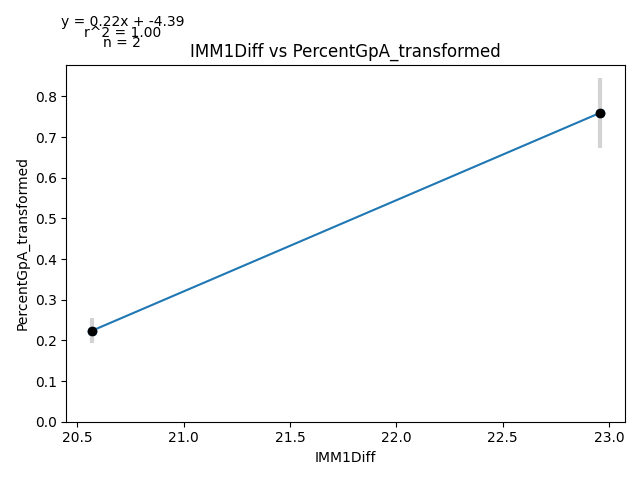 y = 0.22x + -4.39
r^2 = 1.00
n = 2
IMM1Diff vs PercentGpA_transformed
PercentGpA_transformed
0.8
0.7
0.6
0.5
0.4
0.3
0.2
0.1
0.0
20.5 21.0 21.5 22.0 22.5 23.0
IMM1Diff